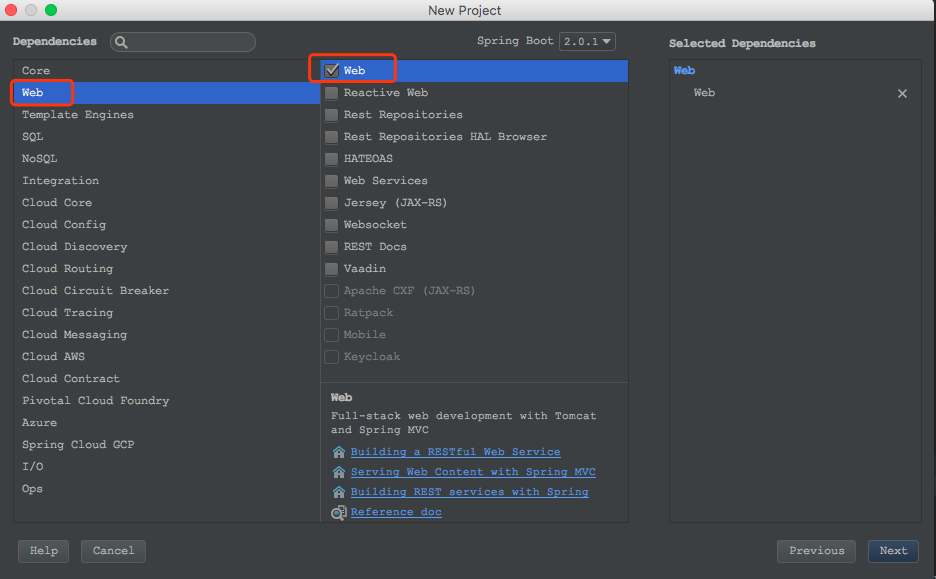 New Project
Dependencies
Spring Boot 2.0.1
Selected Dependencies
Core
Web
Template Engines
SQL
NoSQL
Integration
Cloud Core
Cloud Config
Cloud Discovery
Cloud Routing
Cloud Circuit Breaker
Cloud Tracing
Cloud Messaging
Cloud AWS
Cloud Contract
Pivotal Cloud Foundry
Azure
Spring Cloud GCP
I/O
Ops
Web
Reactive Web
Rest Repositories
Rest Repositories HAL Browser
HATEOAS
Web Services
Jersey (JAX-RS)
Websocket
REST Docs
Vaadin
Apache CXF (JAX-RS)
Ratpack
Mobile
Keycloak
Web
Full-stack web development with Tomcat
and Spring MVC
Building a RESTful Web Service
Serving Web Content with Spring MVC
Building REST services with Spring
Reference doc
Web
Web
Help
Cancel
Previous
Next